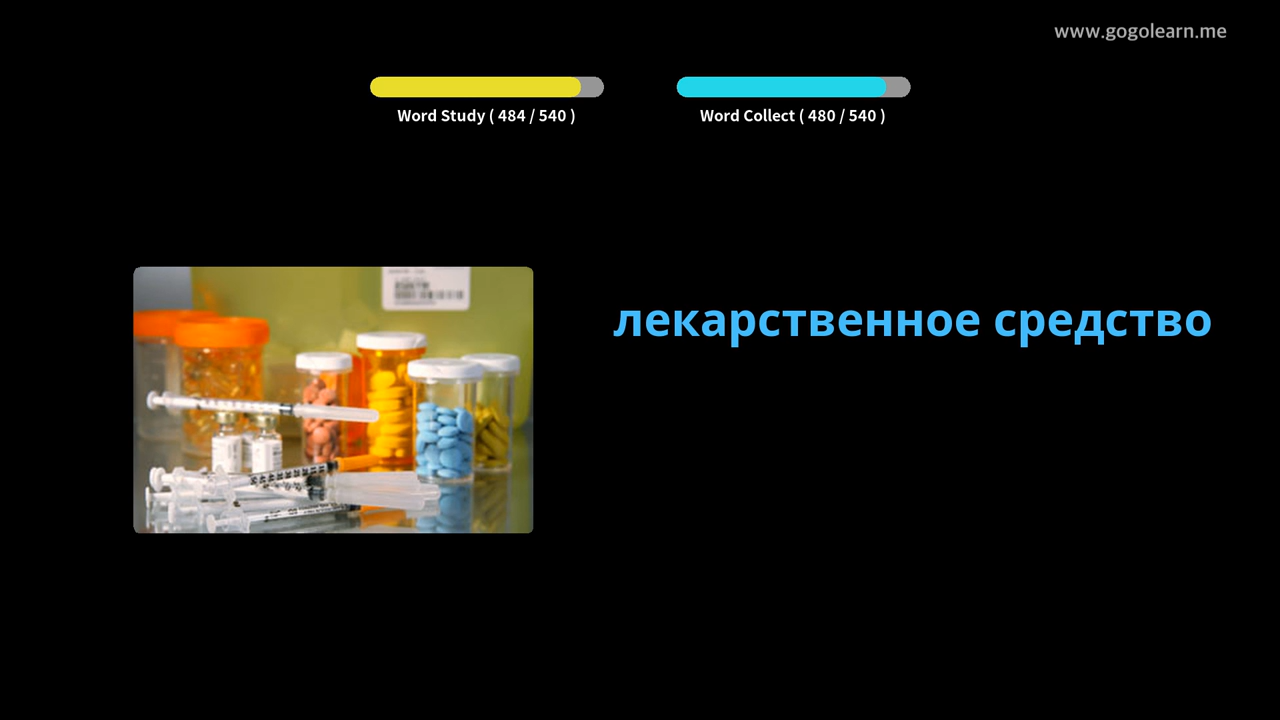 www.gogolearn.me
Word Study ( 484 / 540 )
Word Collect ( 480 / 540 )
лекарственное средство